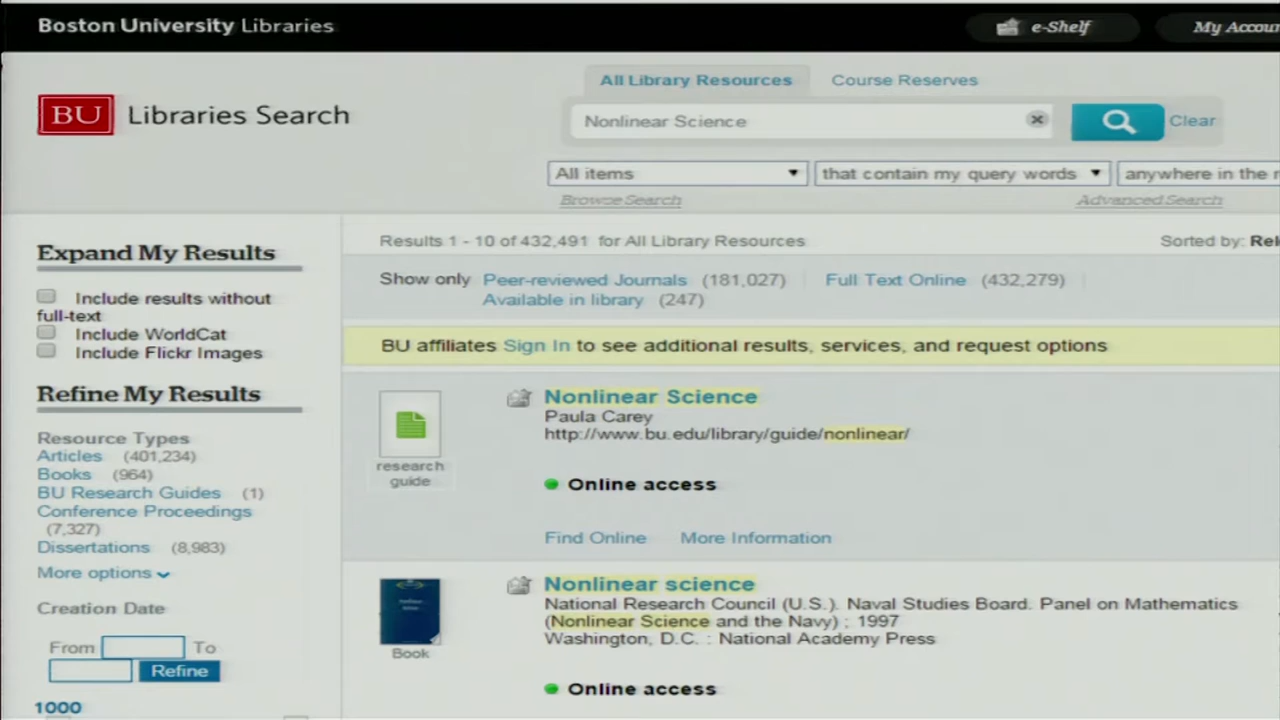 Boston University Libraries
e-Shelf
My Accou
BU Libraries Search
All Library Resources
Course Reserves
Nonlinear Science
Clear
All items
that contain my query words
anywhere in the r
Browse Search
Advanced Search
Expand My Results
Include results without
full-text
Include WorldCat
Include Flickr Images
Refine My Results
Resource Types
Articles (401,234)
Books (964)
BU Research Guides (1)
Conference Proceedings
(7,327)
Dissertations (8,983)
More options
Creation Date
From To
Refine
1000
Results 1 - 10 of 432,491 for All Library Resources
Sorted by: Rel
Show only Peer-reviewed Journals (181,027) Full Text Online (432,279)
Available in library (247)
BU affiliates Sign In to see additional results, services, and request options
research
guide
Nonlinear Science
Paula Carey
http://www.bu.edu/library/guide/nonlinear/
Online access
Find Online More Information
Book
Nonlinear science
National Research Council (U.S.). Naval Studies Board. Panel on Mathematics
(Nonlinear Science and the Navy) ; 1997
Washington, D.C. : National Academy Press
Online access